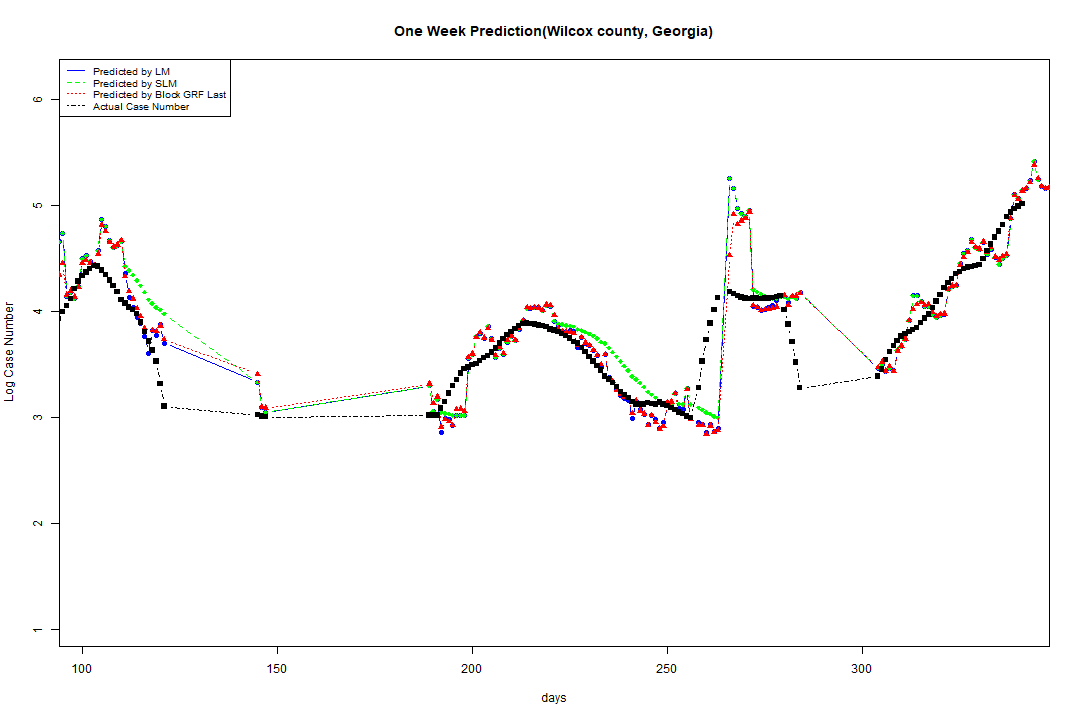 One Week Prediction(Wilcox county, Georgia)
Predicted by LM
Predicted by SLM
Predicted by Block GRF Last
Actual Case Number
6
5
4
3
2
1
Log Case Number
100
150
200
250
300
days